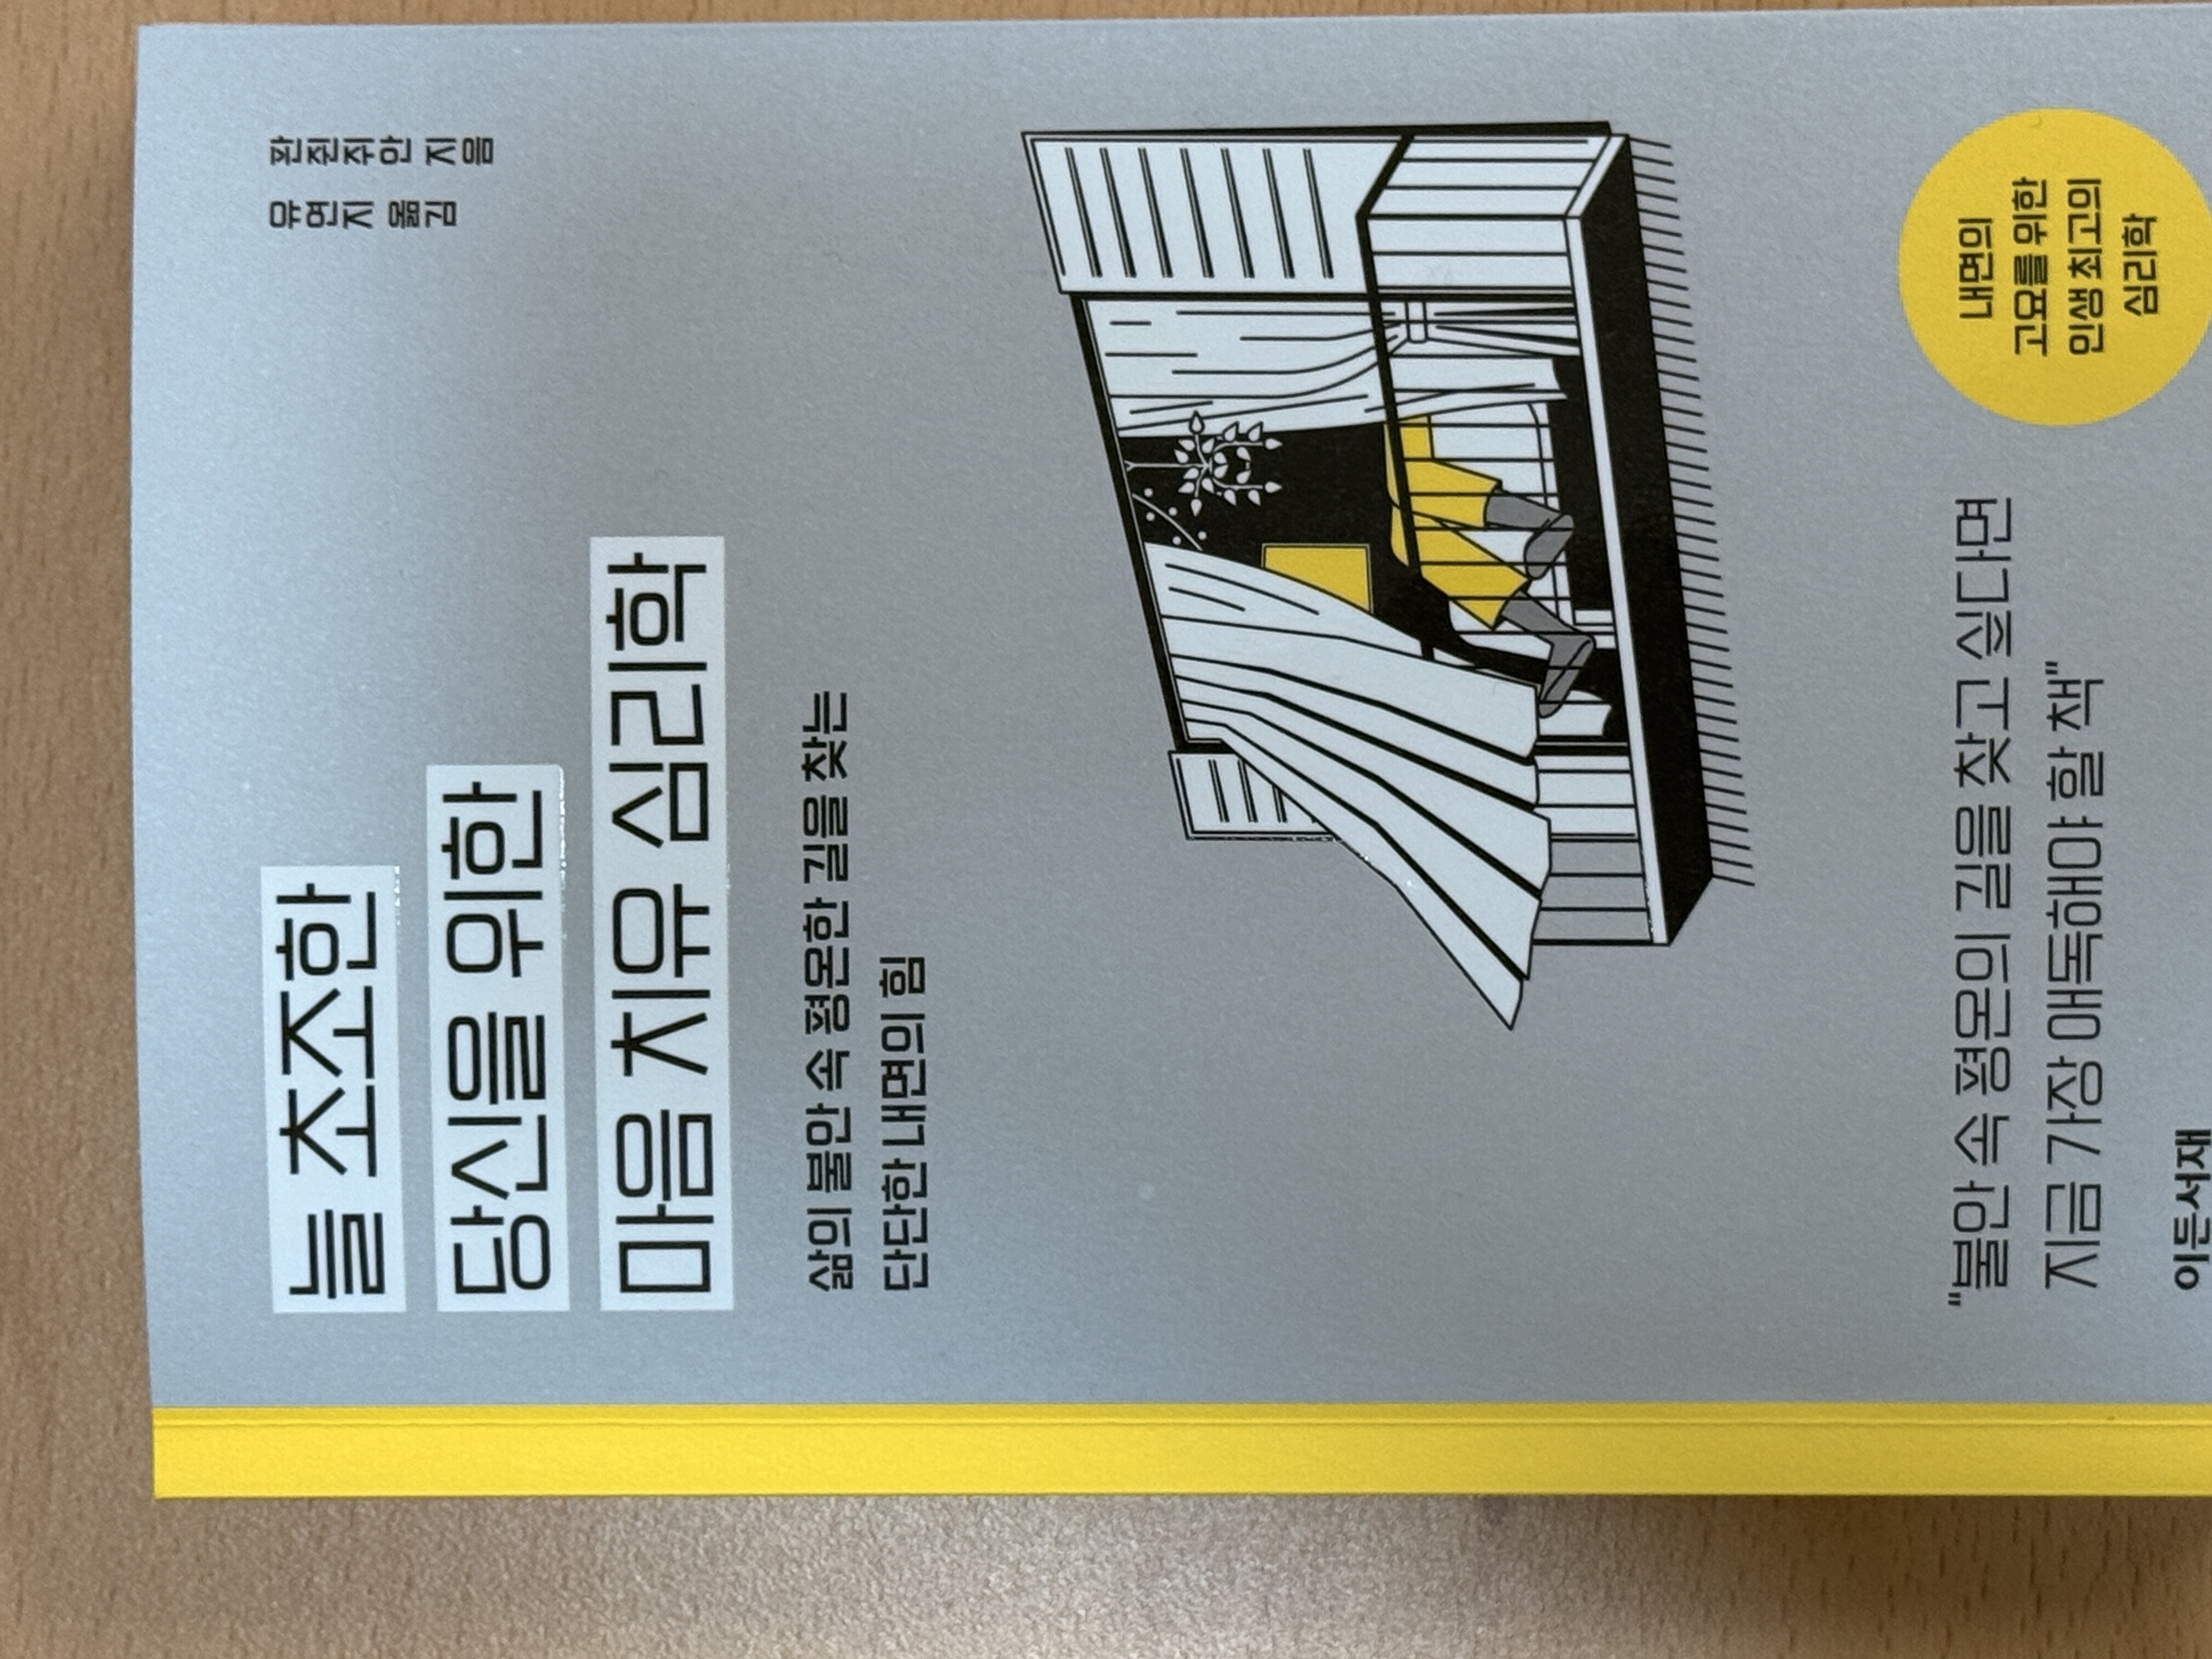 환진쥐안 지음
유연지 옮김
늘 초조한
당신을 위한
마음 치유 심리학
삶의 불안 속 평온한 길을 찾는
단단한 내면의 힘
내면의
고요를 위한
인생 최고의
심리학
"불안 속 평온의 길을 찾고 싶다면
지금 가장 애독해야 할 책"
이든서재